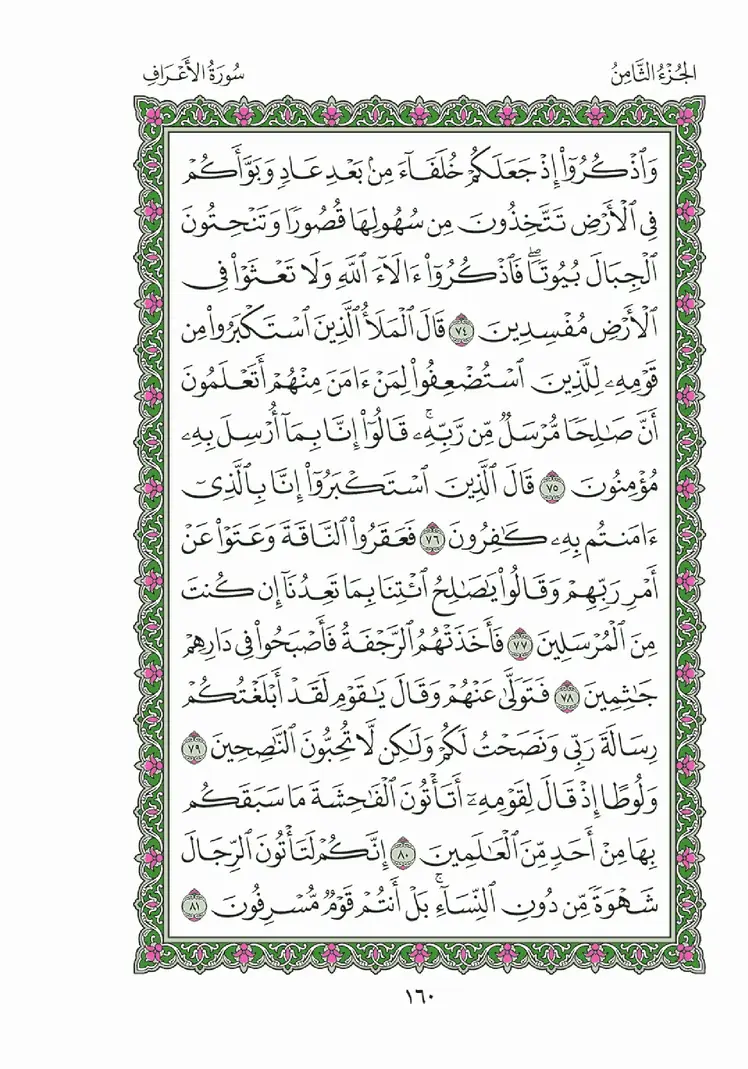 الجُزْءُ الثَّامِنُ
سُورَةُ الأَعْرَافِ
وَٱذْكُرُوٓا۟ إِذْ جَعَلَكُمْ خُلَفَآءَ مِنۢ بَعْدِ عَادٍ وَبَوَّأَكُمْ
فِى ٱلْأَرْضِ تَتَّخِذُونَ مِن سُهُولِهَا قُصُورًا وَتَنْحِتُونَ
ٱلْجِبَالَ بُيُوتًاۖ فَٱذْكُرُوٓا۟ ءَالَآءَ ٱللَّهِ وَلَا تَعْثَوْا۟ فِى
ٱلْأَرْضِ مُفْسِدِينَ ٧٤ قَالَ ٱلْمَلَأُ ٱلَّذِينَ ٱسْتَكْبَرُوا۟ مِن
قَوْمِهِۦ لِلَّذِينَ ٱسْتُضْعِفُوا۟ لِمَنْ ءَامَنَ مِنْهُمْ أَتَعْلَمُونَ
أَنَّ صَـٰلِحًا مُّرْسَلٌ مِّن رَّبِّهِۦۚ قَالُوٓا۟ إِنَّا بِمَآ أُرْسِلَ بِهِۦ
مُؤْمِنُونَ ٧٥ قَالَ ٱلَّذِينَ ٱسْتَكْبَرُوٓا۟ إِنَّا بِٱلَّذِىٓ
ءَامَنتُم بِهِۦ كَـٰفِرُونَ ٧٦ فَعَقَرُوا۟ ٱلنَّاقَةَ وَعَتَوْا۟ عَنْ
أَمْرِ رَبِّهِمْ وَقَالُوا۟ يَـٰصَـٰلِحُ ٱئْتِنَا بِمَا تَعِدُنَآ إِن كُنتَ
مِنَ ٱلْمُرْسَلِينَ ٧٧ فَأَخَذَتْهُمُ ٱلرَّجْفَةُ فَأَصْبَحُوا۟ فِى دَارِهِمْ
جَـٰثِمِينَ ٧٨ فَتَوَلَّىٰ عَنْهُمْ وَقَالَ يَـٰقَوْمِ لَقَدْ أَبْلَغْتُكُمْ
رِسَالَةَ رَبِّى وَنَصَحْتُ لَكُمْ وَلَـٰكِن لَّا تُحِبُّونَ ٱلنَّـٰصِحِينَ ٧٩
وَلُوطًا إِذْ قَالَ لِقَوْمِهِۦٓ أَتَأْتُونَ ٱلْفَـٰحِشَةَ مَا سَبَقَكُم
بِهَا مِنْ أَحَدٍ مِّنَ ٱلْعَـٰلَمِينَ ٨٠ إِنَّكُمْ لَتَأْتُونَ ٱلرِّجَالَ
شَهْوَةً مِّن دُونِ ٱلنِّسَآءِۚ بَلْ أَنتُمْ قَوْمٌ مُّسْرِفُونَ ٨١
١٦٠